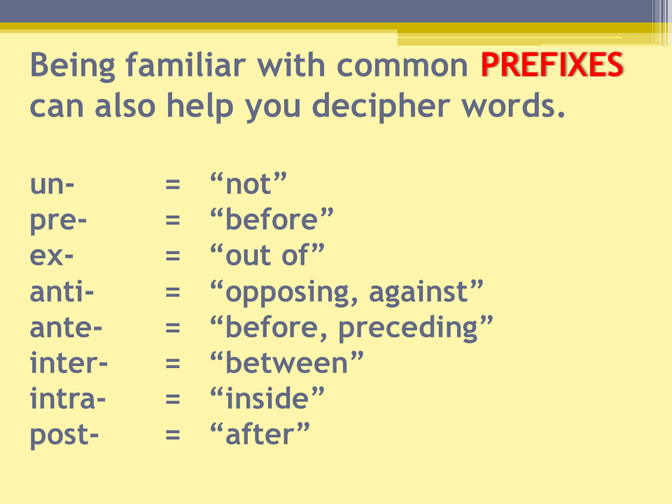 Being familiar with common PREFIXES
can also help you decipher words.
un- = “not”
pre- = “before”
ex- = “out of”
anti- = “opposing, against”
ante- = “before, preceding”
inter- = “between”
intra- = “inside”
post- = “after”